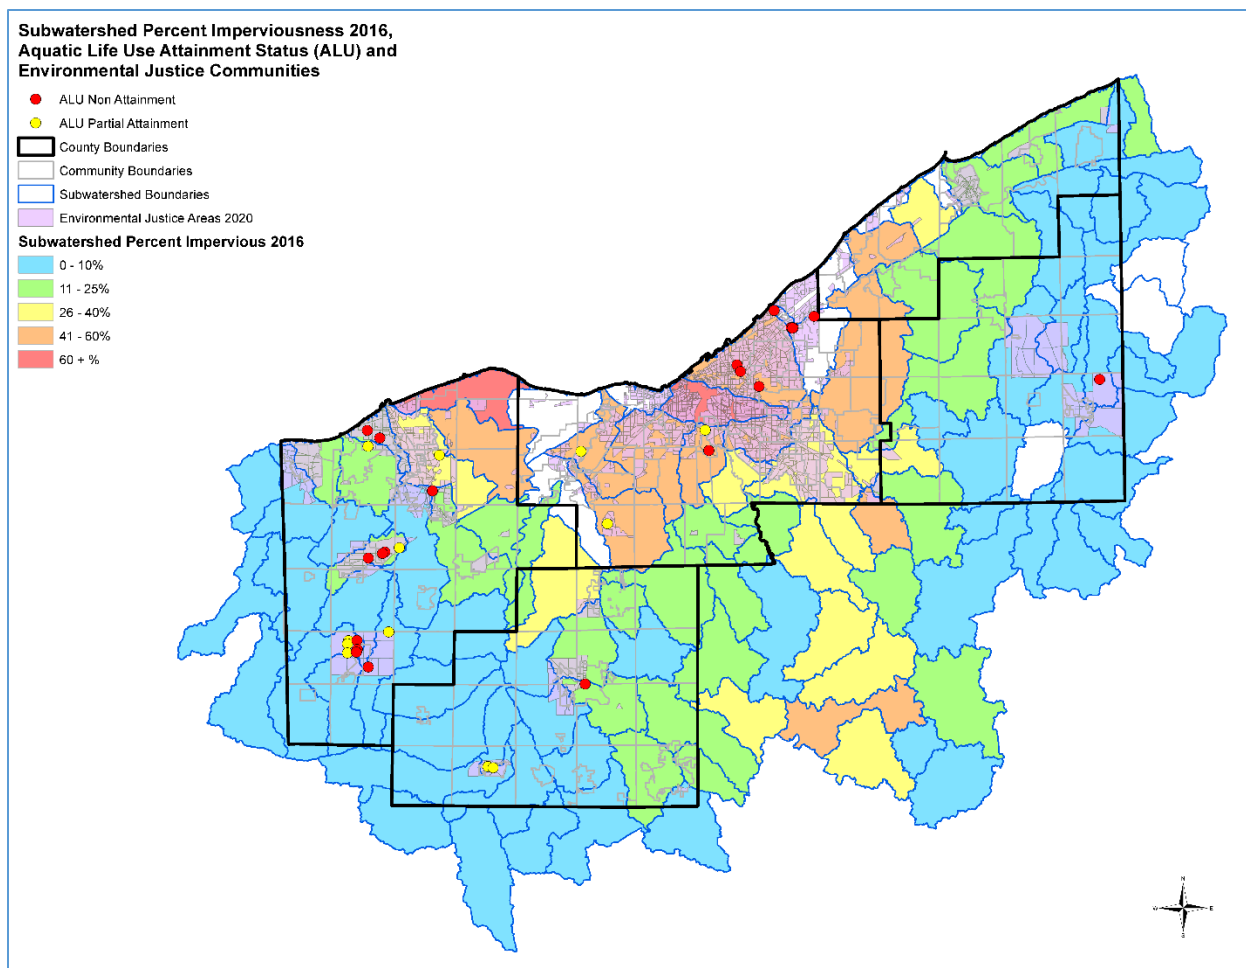 Subwatershed Percent Imperviousness 2016,
Aquatic Life Use Attainment Status (ALU) and
Environmental Justice Communities
ALU Non Attainment
ALU Partial Attainment
County Boundaries
Community Boundaries
Subwatershed Boundaries
Environmental Justice Areas 2020
Subwatershed Percent Impervious 2016
0 - 10%
11 - 25%
26 - 40%
41 - 60%
60 + %
N
W E
S